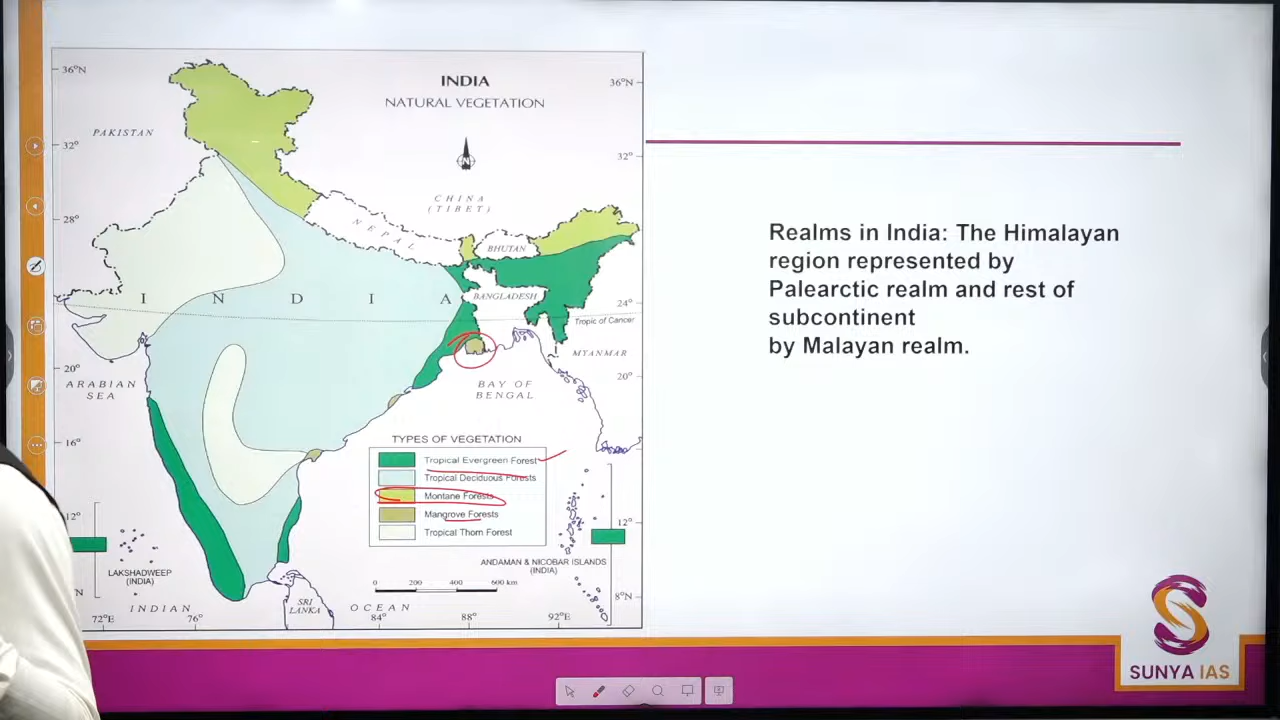 36°N
INDIA
NATURAL VEGETATION
36°N
PAKISTAN
N
32°
32°
CHINA
(TIBET)
28°
NEPAL
BHUTAN
INDIA
BANGLADESH
24°
Tropic of Cancer
MYANMAR
20°
20°
ARABIAN
SEA
BAY OF
BENGAL
TYPES OF VEGETATION
16°
Tropical Evergreen Forest
Tropical Deciduous Forests
Montane Forests
Mangrove Forests
Tropical Thorn Forest
12°
12°
LAKSHADWEEP
(INDIA)
ANDAMAN & NICOBAR ISLANDS
(INDIA)
0 200 400 600 km
N
8°N
INDIAN OCEAN
SRI
LANKA
72°E
76°
84°
88°
92°E
Realms in India: The Himalayan
region represented by
Palearctic realm and rest of
subcontinent
by Malayan realm.
SUNYA IAS